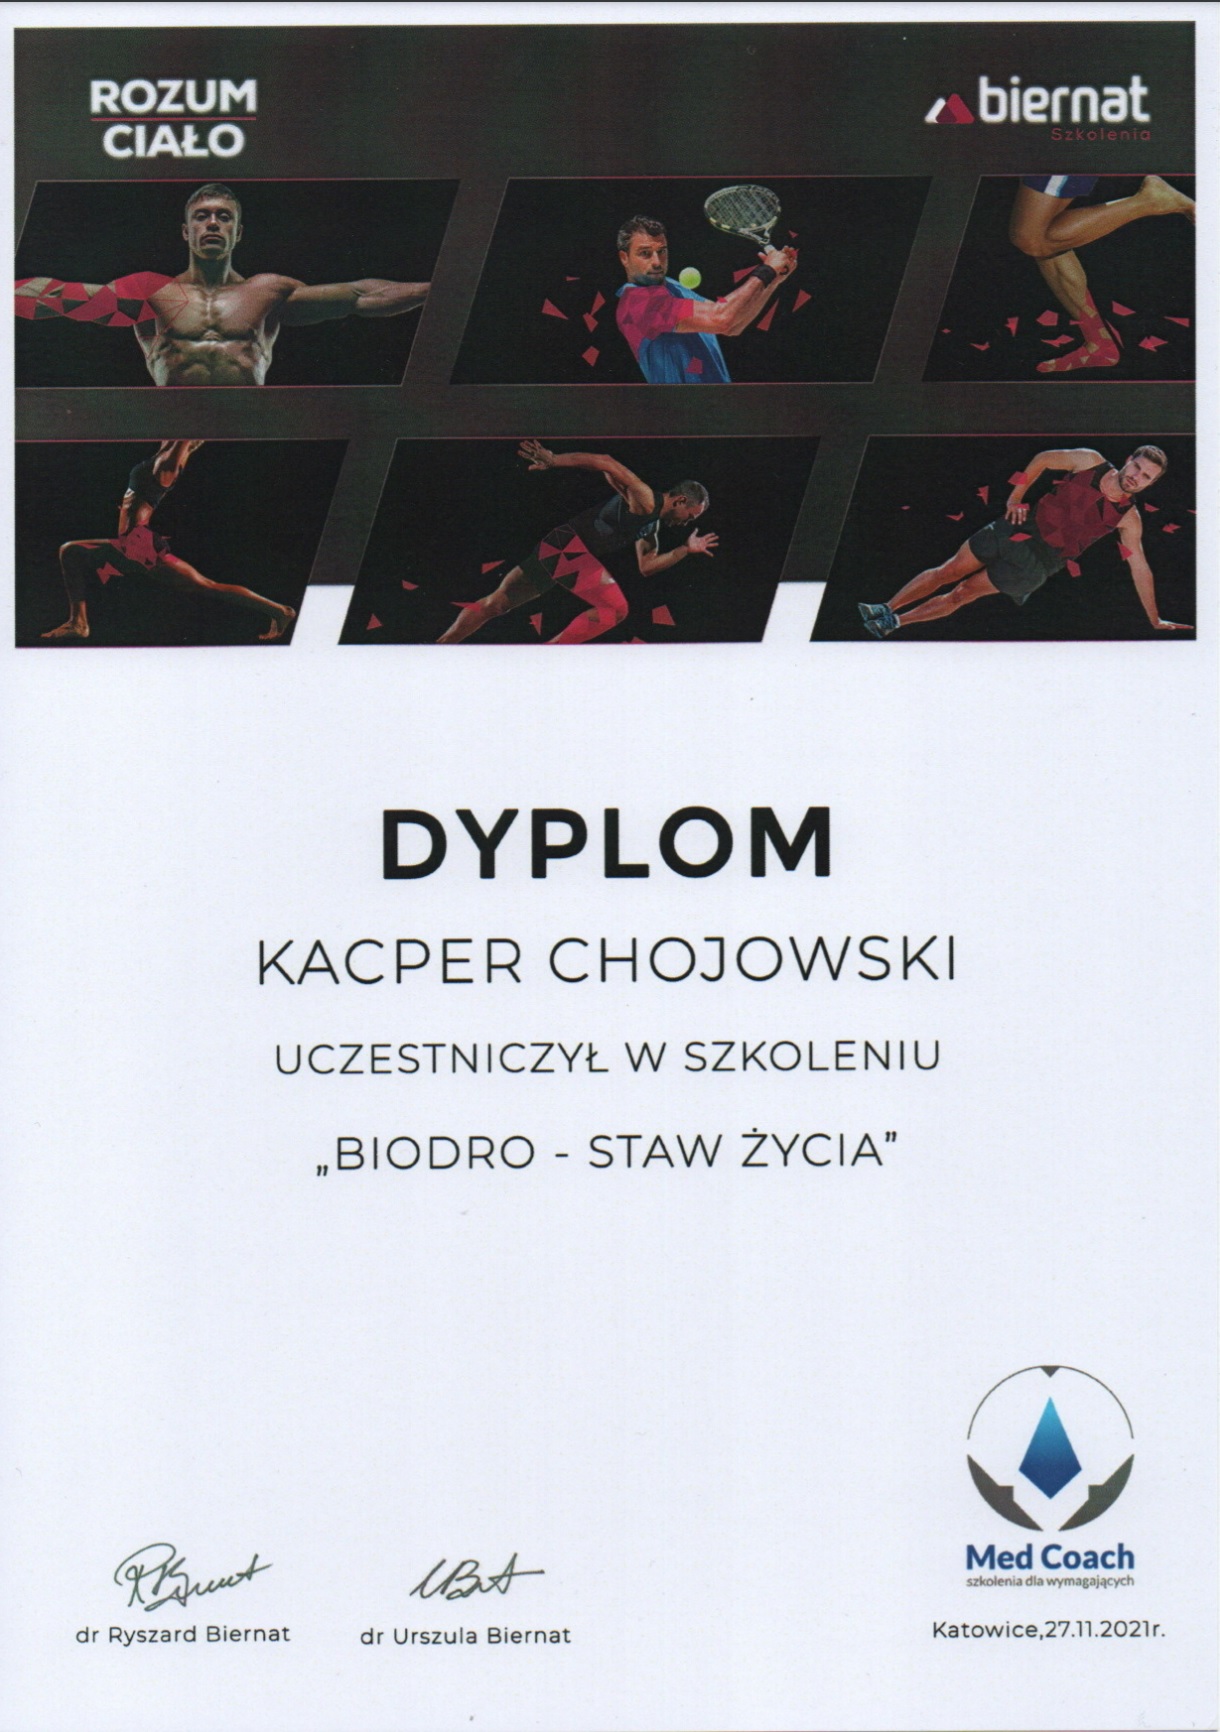 ROZUM
CIAŁO
biernat
Szkolenia
DYPLOM
KACPER CHOJOWSKI
UCZESTNICZYŁ W SZKOLENIU
„BIODRO - STAW ŻYCIA”
Med Coach
szkolenia dla wymagających
dr Ryszard Biernat
dr Urszula Biernat
Katowice,27.11.2021r.